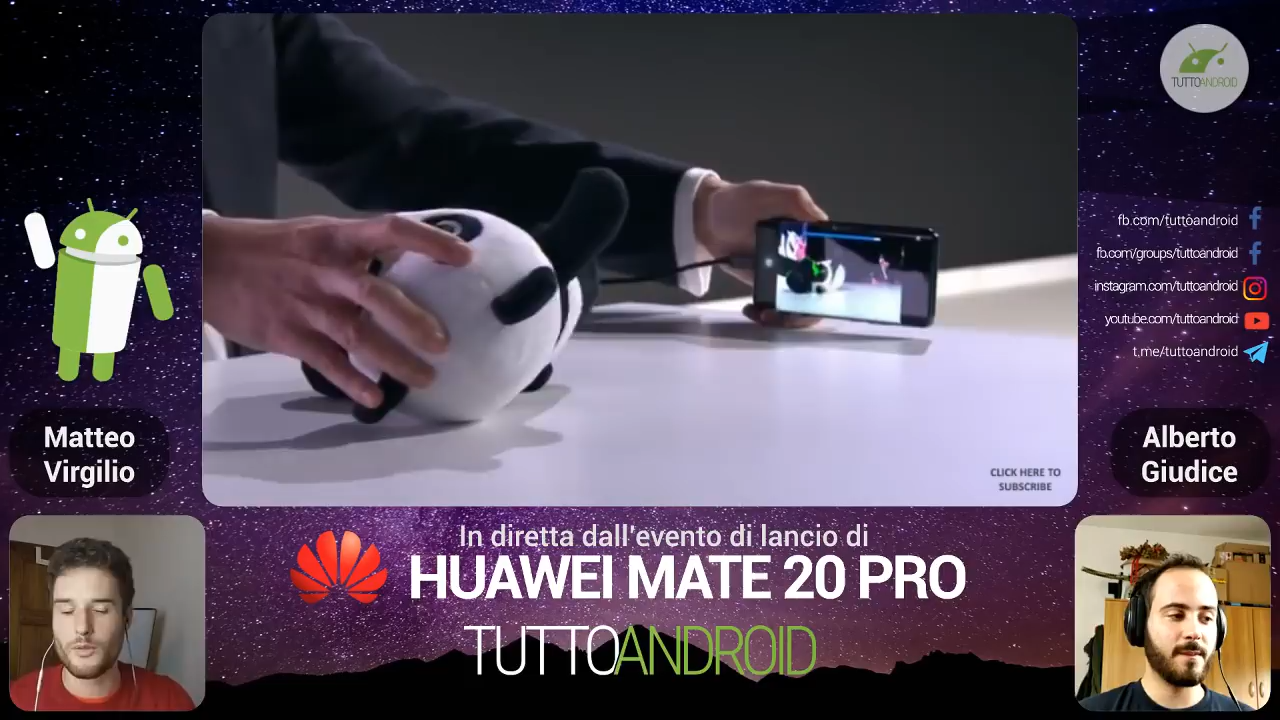 TUTTOANDROID
fb.com/tuttoandroid
fb.com/groups/tuttoandroid
instagram.com/tuttoandroid
youtube.com/tuttoandroid
t.me/tuttoandroid
Matteo
Virgilio
Alberto
Giudice
CLICK HERE TO
SUBSCRIBE
In diretta dall'evento di lancio di
HUAWEI MATE 20 PRO
TUTTOANDROID